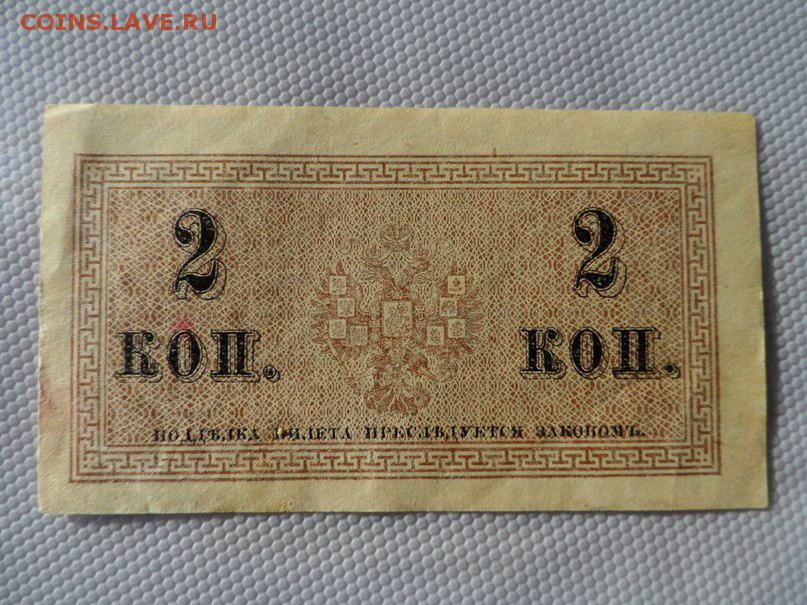 COINS.LAVE.RU
2 2
КОП. КОП.
ПОДДѢЛКА БИЛЕТА ПРЕСЛѢДУЕТСЯ ЗАКОНОМЪ.